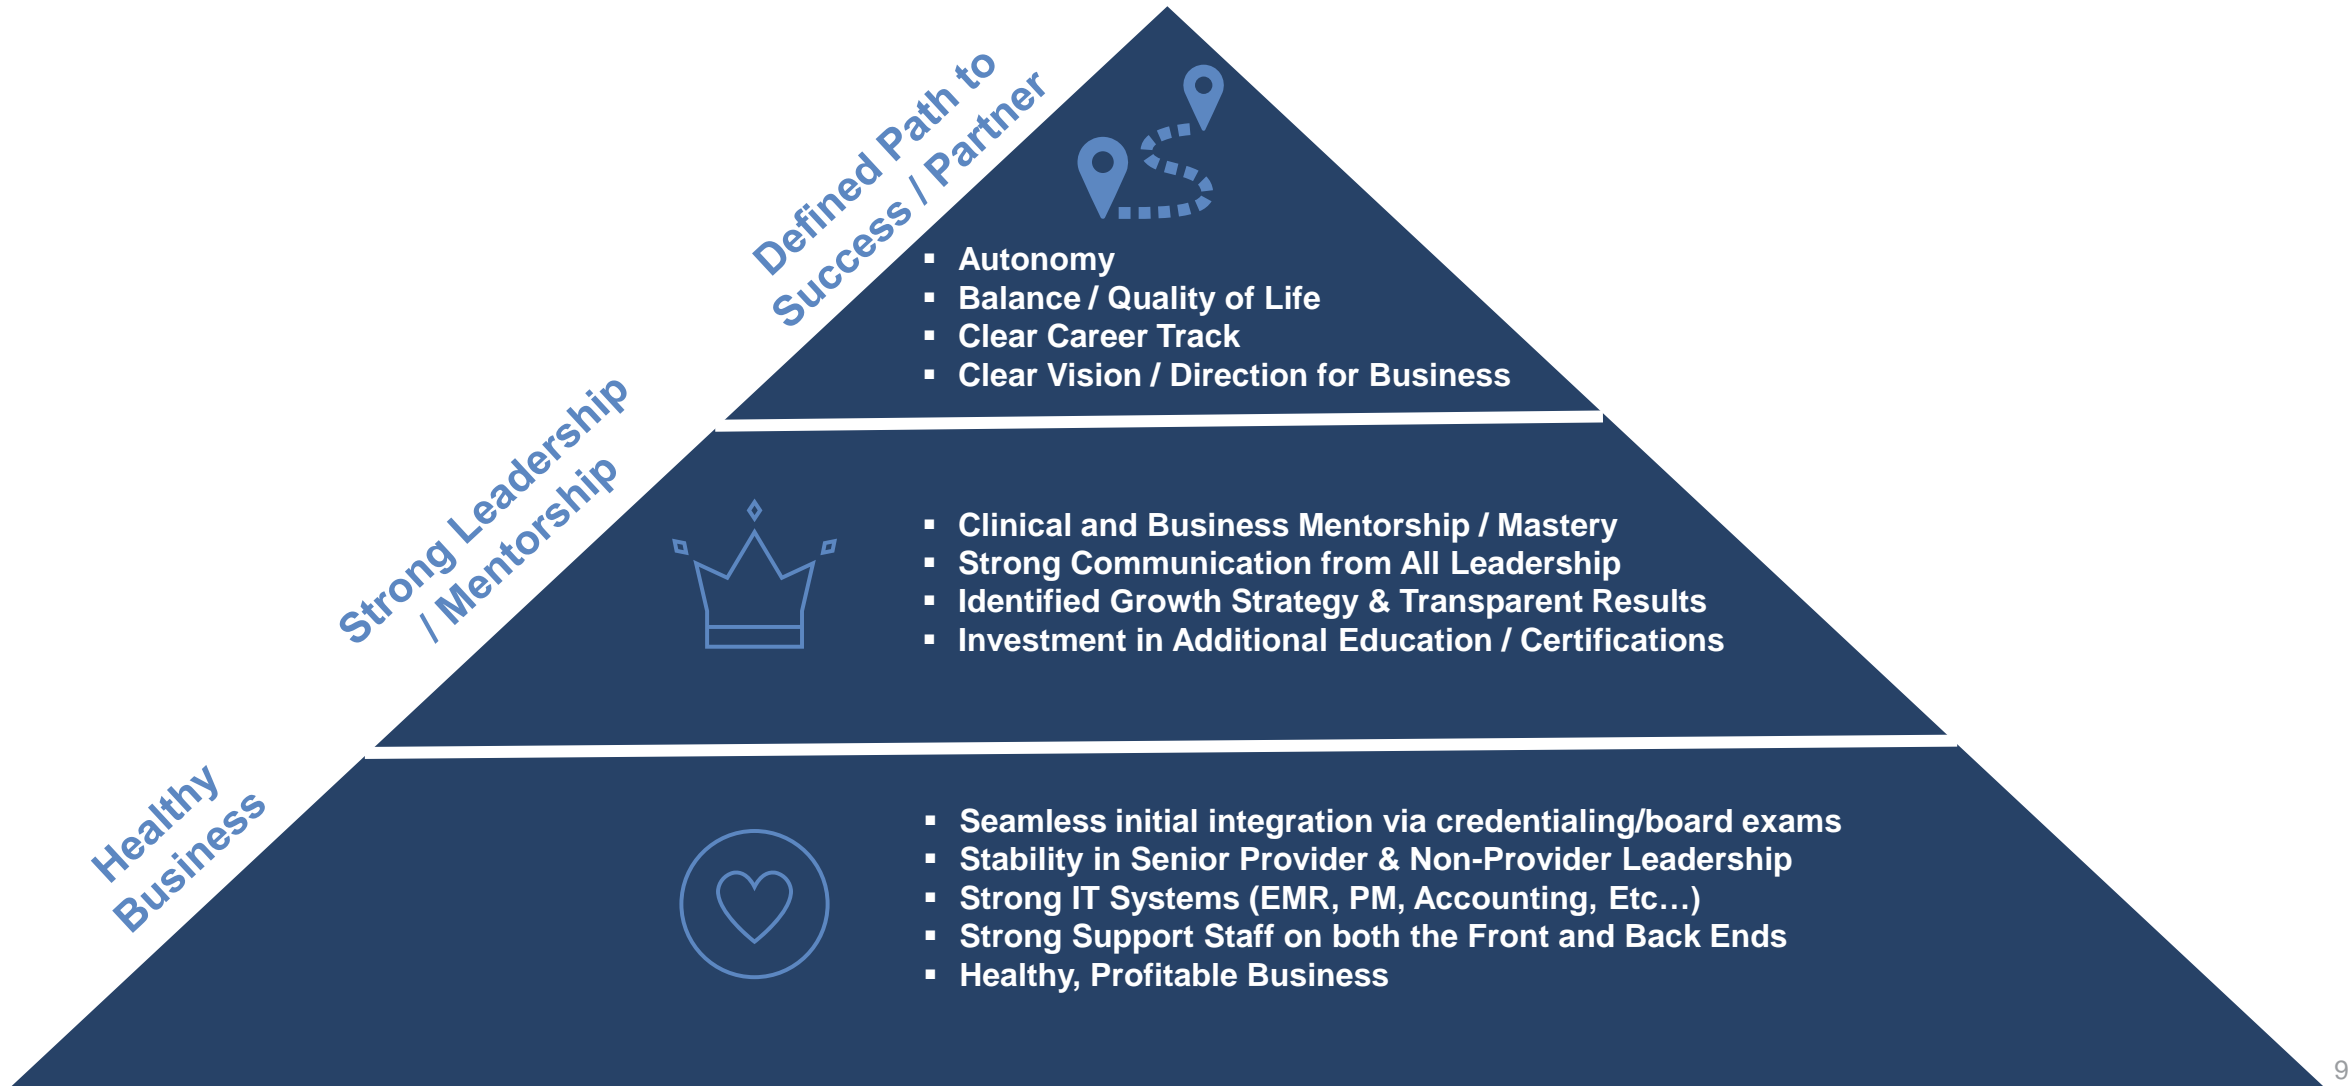 Defined Path to
Success / Partner
▪ Autonomy
▪ Balance / Quality of Life
▪ Clear Career Track
▪ Clear Vision / Direction for Business
Strong Leadership
/ Mentorship
▪ Clinical and Business Mentorship / Mastery
▪ Strong Communication from All Leadership
▪ Identified Growth Strategy & Transparent Results
▪ Investment in Additional Education / Certifications
Healthy
Business
▪ Seamless initial integration via credentialing/board exams
▪ Stability in Senior Provider & Non-Provider Leadership
▪ Strong IT Systems (EMR, PM, Accounting, Etc…)
▪ Strong Support Staff on both the Front and Back Ends
▪ Healthy, Profitable Business
9